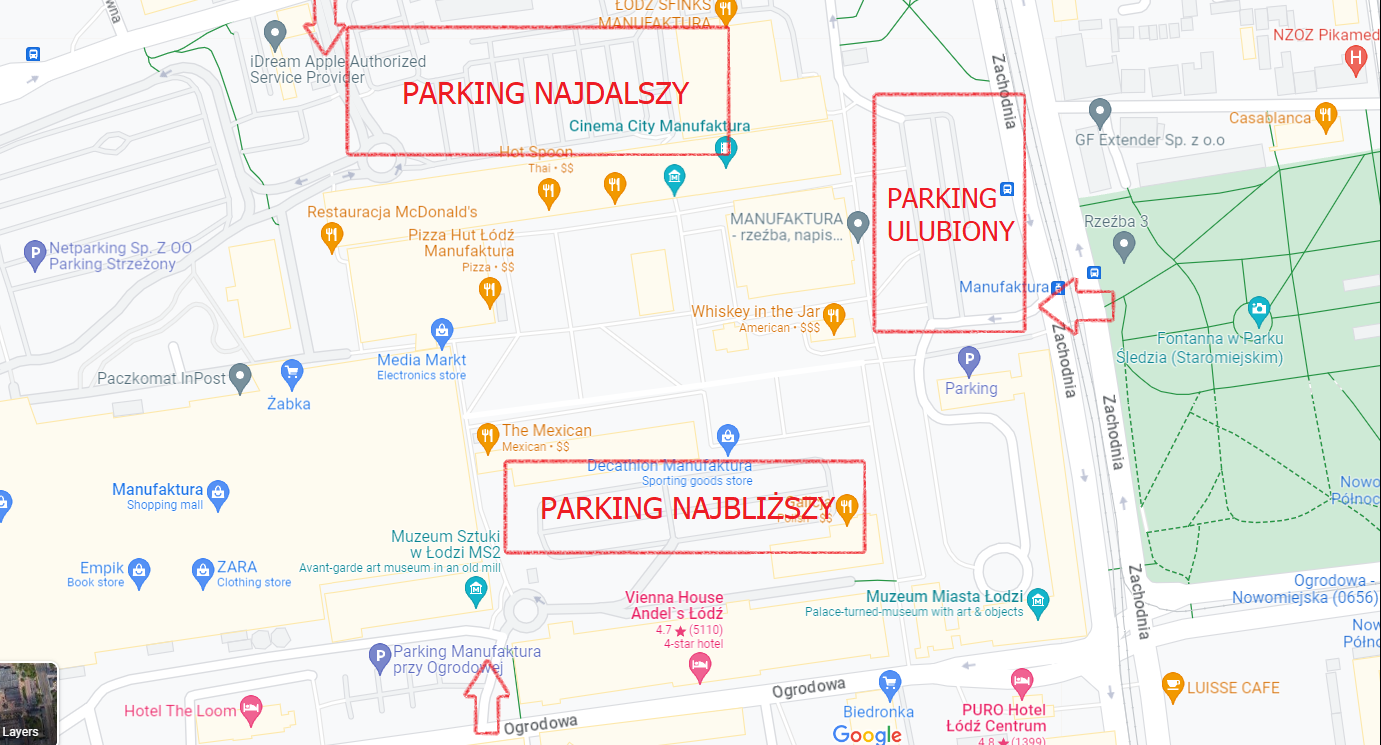 ŁÓDŹ SFINKS
MANUFAKTURA
iDream Apple Authorized
Service Provider
PARKING NAJDALSZY
Cinema City Manufaktura
Hot Spoon
Thai • $$
Zachodnia
NZOZ Pikamed
H
Casablanca
GF Extender Sp. z o.o
PARKING
ULUBIONY
Restauracja McDonald's
Pizza Hut Łódź
Manufaktura
Pizza • $$
MANUFAKTURA
- rzeźba, napis...
Rzeźba 3
P
Netparking Sp. Z OO
Parking Strzeżony
Manufaktura
Whiskey in the Jar
American • $$$
Fontanna w Parku
Śledzia (Staromiejskim)
Media Markt
Electronics store
Paczkomat InPost
Żabka
P
Parking
Zachodnia
Zachodnia
The Mexican
Mexican • $$
Decathlon Manufaktura
Sporting goods store
PARKING NAJBLIŻSZY
Manufaktura
Shopping mall
Nowo
Północ
Muzeum Sztuki
w Łodzi MS2
Avant-garde art museum in an old mill
Empik
Book store
ZARA
Clothing store
Vienna House
Andel`s Łódź
4.7 ★ (5110)
4-star hotel
Muzeum Miasta Łodzi
Palace-turned-museum with art & objects
Zachodnia
Ogrodowa -
Nowomiejska (0656)
Now
Półno
P
Parking Manufaktura
przy Ogrodowej
Hotel The Loom
Ogrodowa
Ogrodowa
Biedronka
PURO Hotel
Łódź Centrum
4.8 ★ (1399)
LUISSE CAFE
Layers
Google